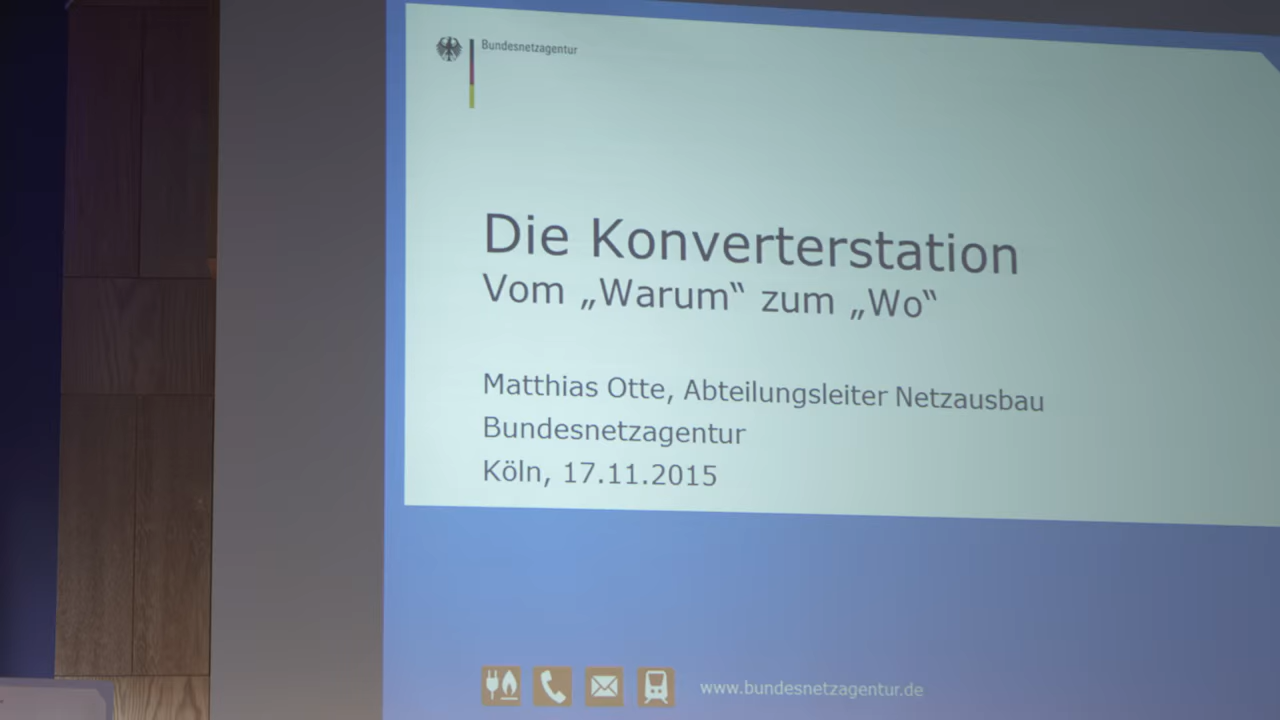 Bundesnetzagentur
Die Konverterstation
Vom „Warum“ zum „Wo“
Matthias Otte, Abteilungsleiter Netzausbau
Bundesnetzagentur
Köln, 17.11.2015
www.bundesnetzagentur.de